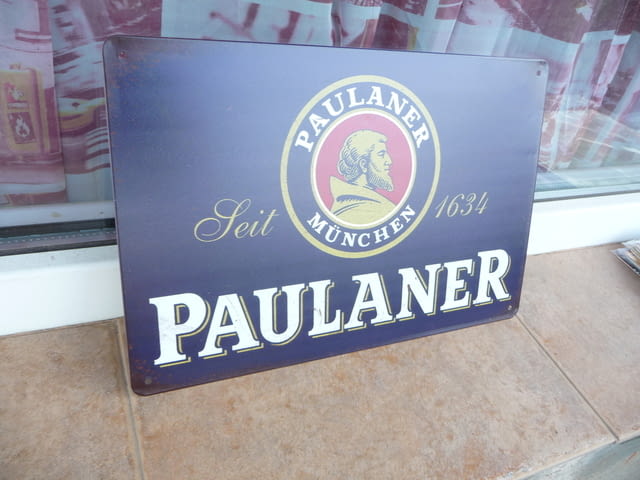 PAULANER
MÜNCHEN
Seit 1634
PAULANER